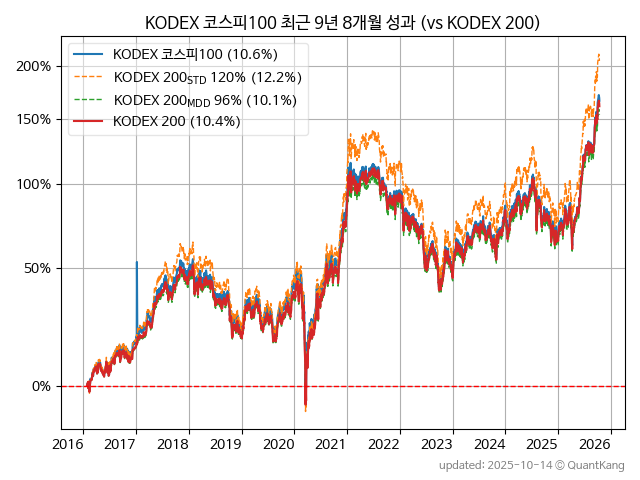 KODEX 코스피100 최근 9년 8개월 성과 (vs KODEX 200)
KODEX 코스피100 (10.6%)
KODEX 200STD 120% (12.2%)
KODEX 200MDD 96% (10.1%)
KODEX 200 (10.4%)
200%
150%
100%
50%
0%
2016 2017 2018 2019 2020 2021 2022 2023 2024 2025 2026
updated: 2025-10-14 © QuantKang